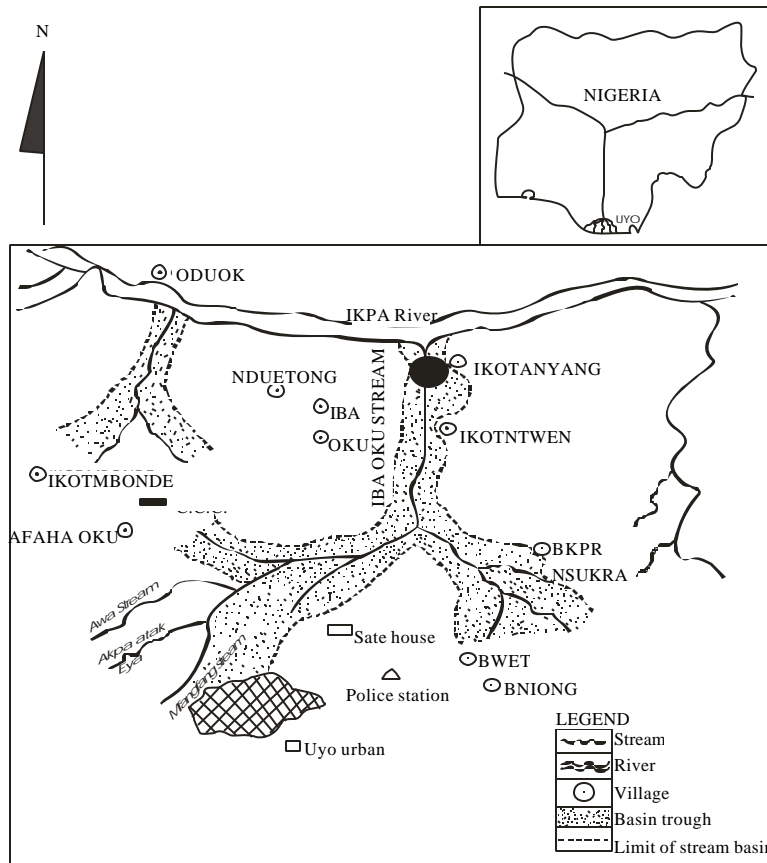 N
NIGERIA
UYO
ODUOK
IKPA River
IBA OKU STREAM
IKOTANYANG
NDUETONG
IBA
OKU
IKOTNTWEN
IKOTMBONDE
AFAHA OKU
BKPR
NSUKRA
Awa Stream
Akpa atak
Eya
Sate house
BWET
Police station
BNIONG
Uyo urban
LEGEND
Stream
River
Village
Basin trough
Limit of stream basin